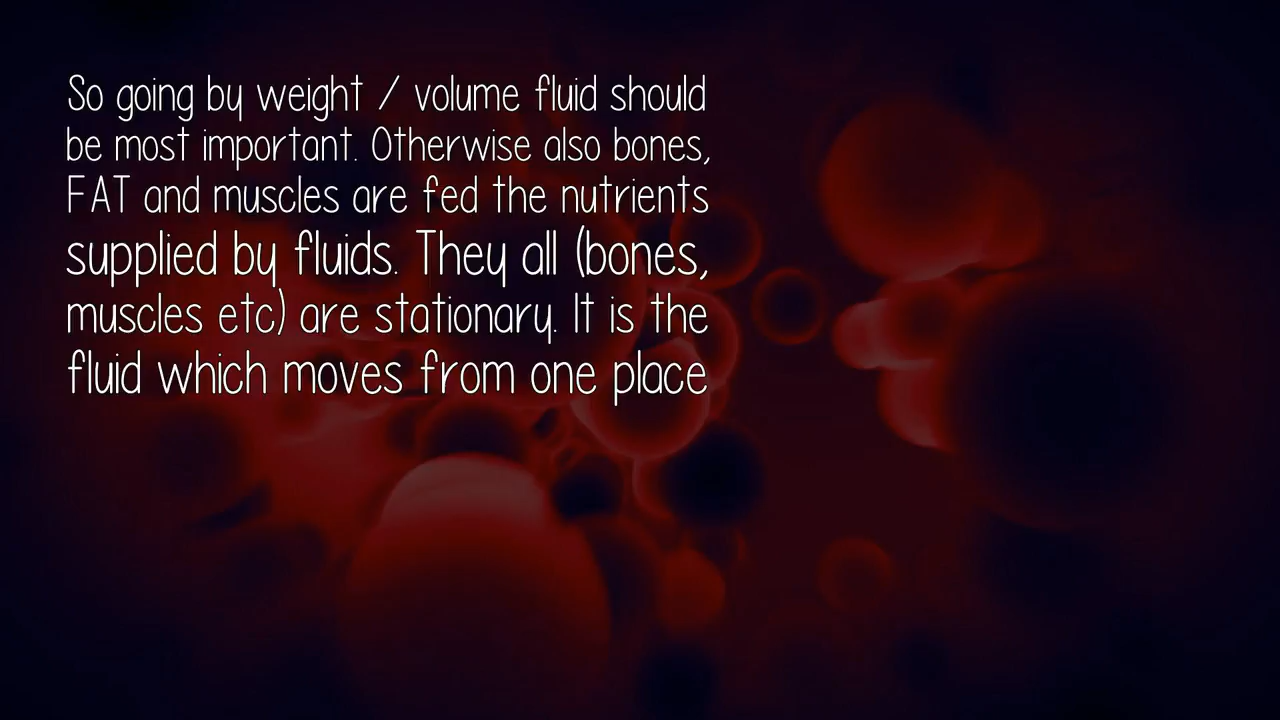 So going by weight / volume fluid should
be most important. Otherwise also bones,
FAT and muscles are fed the nutrients
supplied by fluids. They all (bones,
muscles etc) are stationary. It is the
fluid which moves from one place